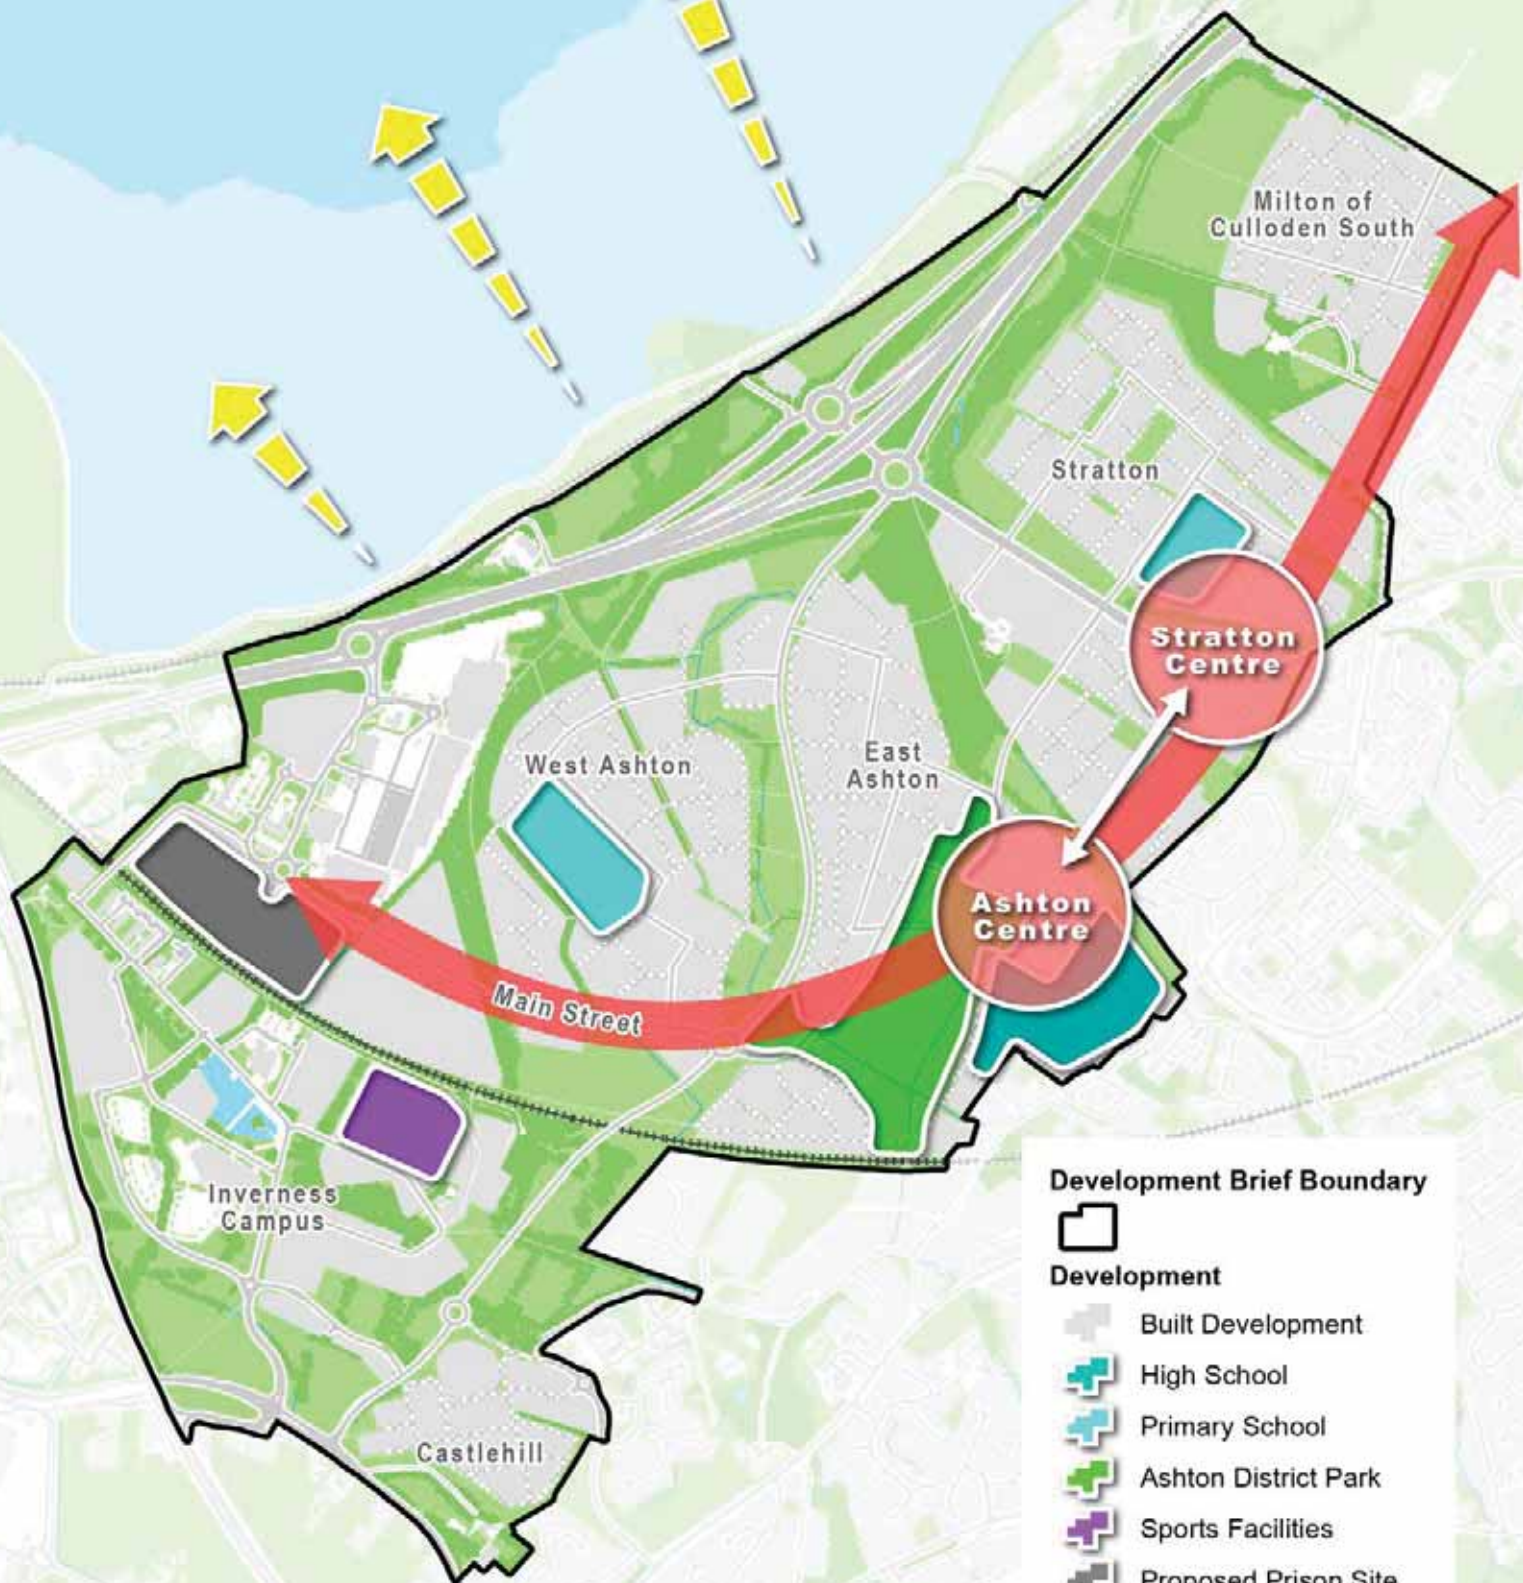 Milton of
Culloden South
Stratton
Stratton
Centre
West Ashton
East
Ashton
Ashton
Centre
Main Street
Inverness
Campus
Castlehill
Development Brief Boundary
Development
Built Development
High School
Primary School
Ashton District Park
Sports Facilities
Proposed Prison Site